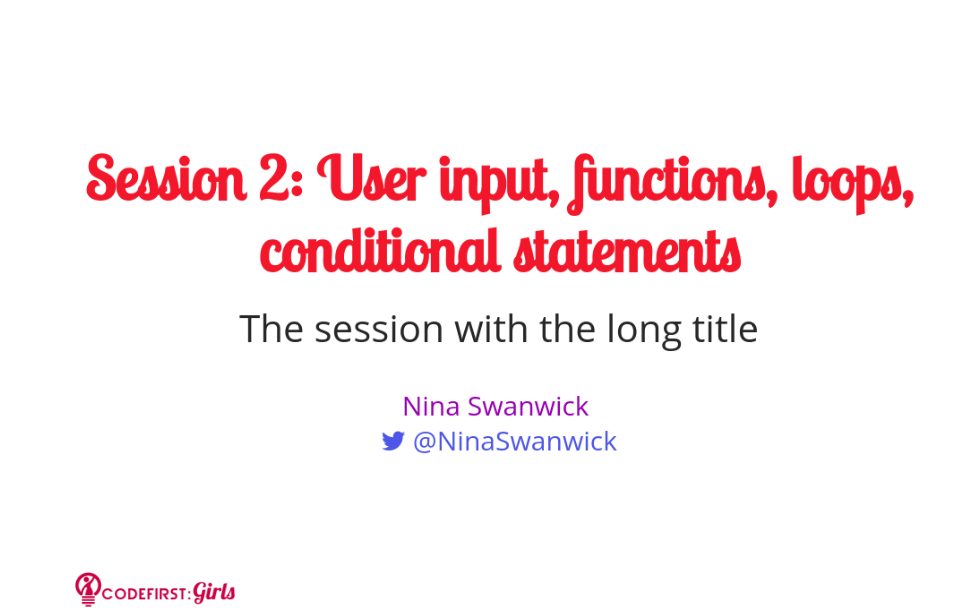 Session 2: User input, functions, loops,
conditional statements
The session with the long title
Nina Swanwick
@NinaSwanwick
CODEFIRST:Girls